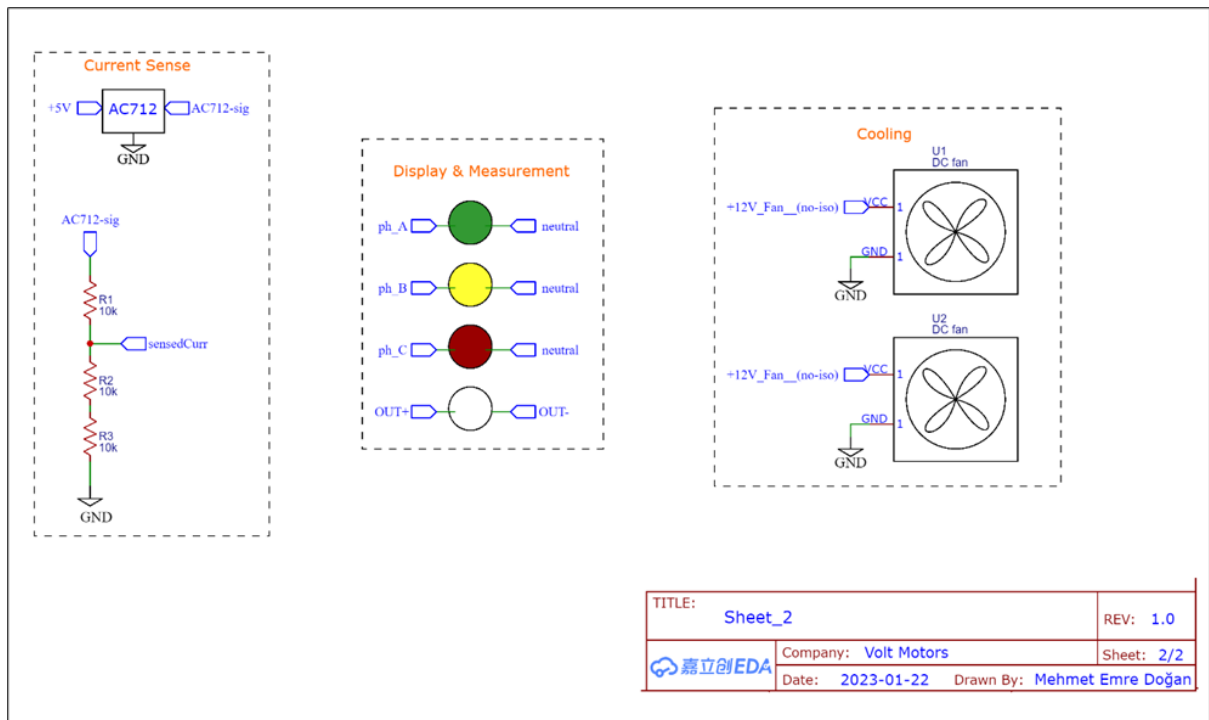 Current Sense
+5V
AC712
AC712-sig
GND
AC712-sig
R1
10k
sensedCurr
R2
10k
R3
10k
GND
Display & Measurement
ph_A
neutral
ph_B
neutral
ph_C
neutral
OUT+
OUT-
Cooling
U1
DC fan
+12V_Fan__(no-iso)
VCC
1
GND
1
GND
U2
DC fan
+12V_Fan__(no-iso)
VCC
1
GND
1
GND
TITLE:
Sheet_2
REV: 1.0
嘉立创EDA
Company: Volt Motors
Sheet: 2/2
Date: 2023-01-22
Drawn By: Mehmet Emre Doğan